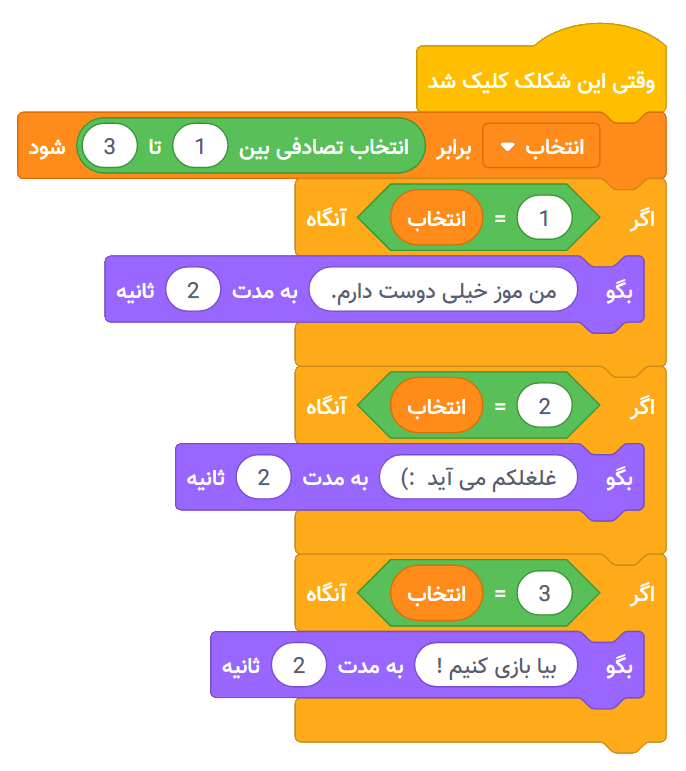 وقتی این شکلک کلیک شد
انتخاب برابر انتخاب تصادفی بین 1 تا 3 شود
اگر 1 = انتخاب آنگاه
بگو من موز خیلی دوست دارم. به مدت 2 ثانیه
اگر 2 = انتخاب آنگاه
بگو غلغلکم می آید :) به مدت 2 ثانیه
اگر 3 = انتخاب آنگاه
بگو بیا بازی کنیم ! به مدت 2 ثانیه